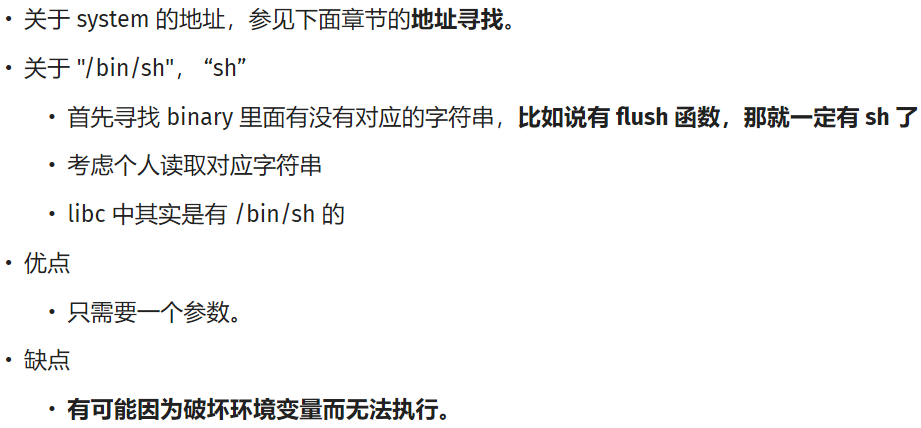 • 关于 system 的地址，参见下面章节的地址寻找。
• 关于 "/bin/sh"， “sh”
• 首先寻找 binary 里面有没有对应的字符串，比如说有 flush 函数，那就一定有 sh 了
• 考虑个人读取对应字符串
• libc 中其实是有 /bin/sh 的
• 优点
• 只需要一个参数。
• 缺点
• 有可能因为破坏环境变量而无法执行。